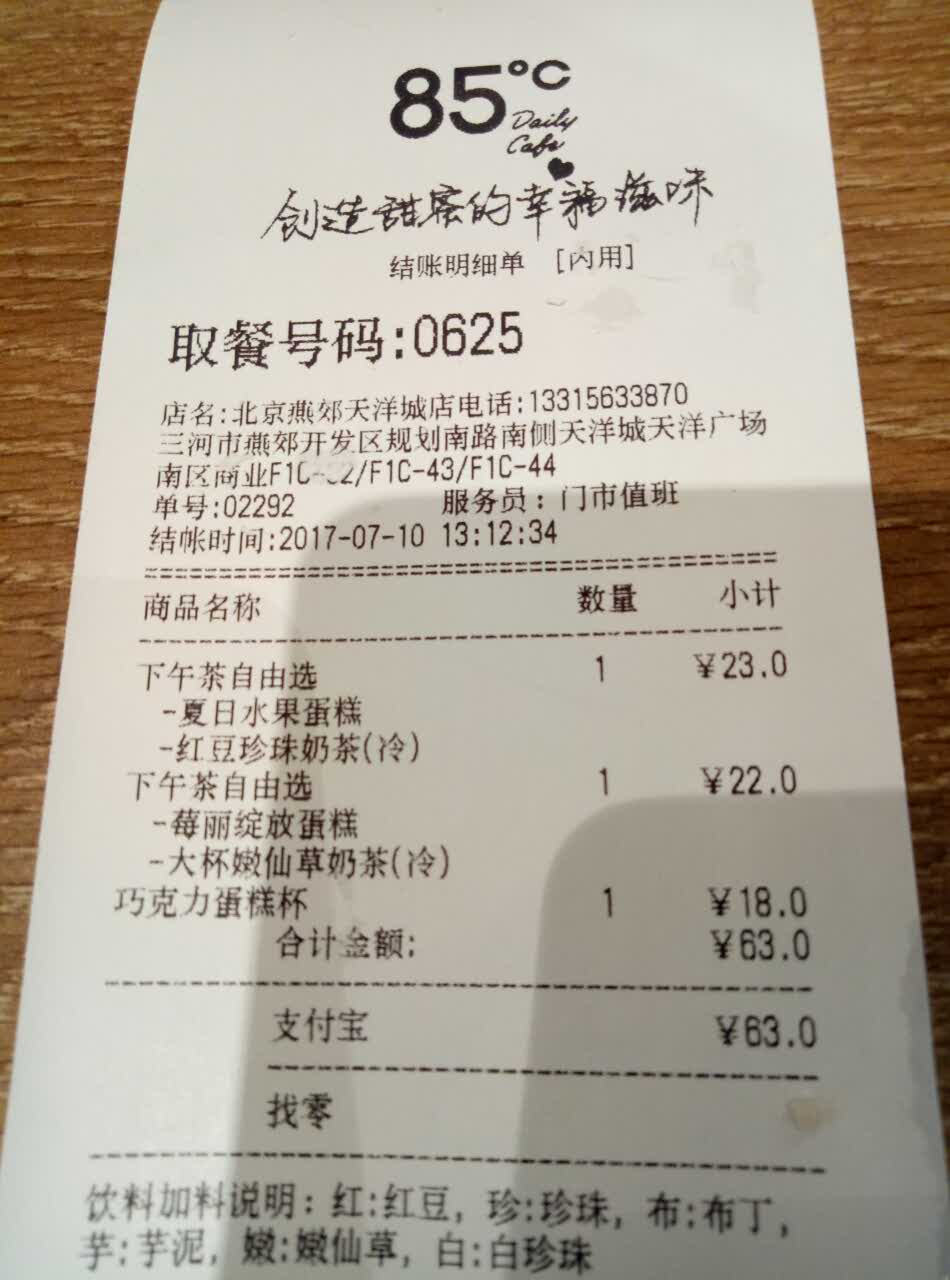 85°C
Daily
Cafe
创造甜蜜的幸福滋味
结账明细单 [内用]
取餐号码:0625
店名:北京燕郊天洋城店电话:13315633870
三河市燕郊开发区规划南路南侧天洋城天洋广场
南区商业/F1C-43/F1C-44
单号:02292 服务员: 门市值班
结帐时间:2017-07-10 13:12:34
商品名称 数量 小计
下午茶自由选 1 ¥23.0
-夏日水果蛋糕
-红豆珍珠奶茶(冷)
下午茶自由选 1 ¥22.0
-莓丽绽放蛋糕
-大杯嫩仙草奶茶(冷)
巧克力蛋糕杯 1 ¥18.0
合计金额: ¥63.0
支付宝 ¥63.0
找零
饮料加料说明: 红:红豆, 珍:珍珠, 布:布丁,
芋:芋泥, 嫩:嫩仙草, 白:白珍珠